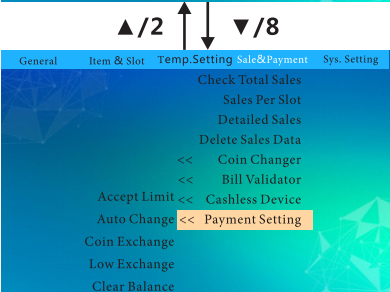 ▲/2 ▼/8
General Item & Slot Temp.Setting Sale&Payment Sys. Setting
Check Total Sales
Sales Per Slot
Detailed Sales
Delete Sales Data
<< Coin Changer
<< Bill Validator
Accept Limit << Cashless Device
Auto Change << Payment Setting
Coin Exchange
Low Exchange
Clear Balance